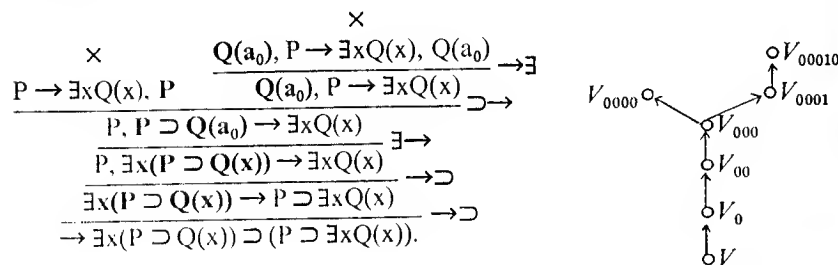 ×
× Q(a₀), P → ∃xQ(x), Q(a₀) →∃
P → ∃xQ(x), P Q(a₀), P → ∃xQ(x) ⊃→
P, P ⊃ Q(a₀) → ∃xQ(x) ∃→
P, ∃x(P ⊃ Q(x)) → ∃xQ(x) →⊃
∃x(P ⊃ Q(x)) → P ⊃ ∃xQ(x) →⊃
→ ∃x(P ⊃ Q(x)) ⊃ (P ⊃ ∃xQ(x)).
V₀₀₀₁₀
V₀₀₀₀ V₀₀₀₁
V₀₀₀
V₀₀
V₀
V